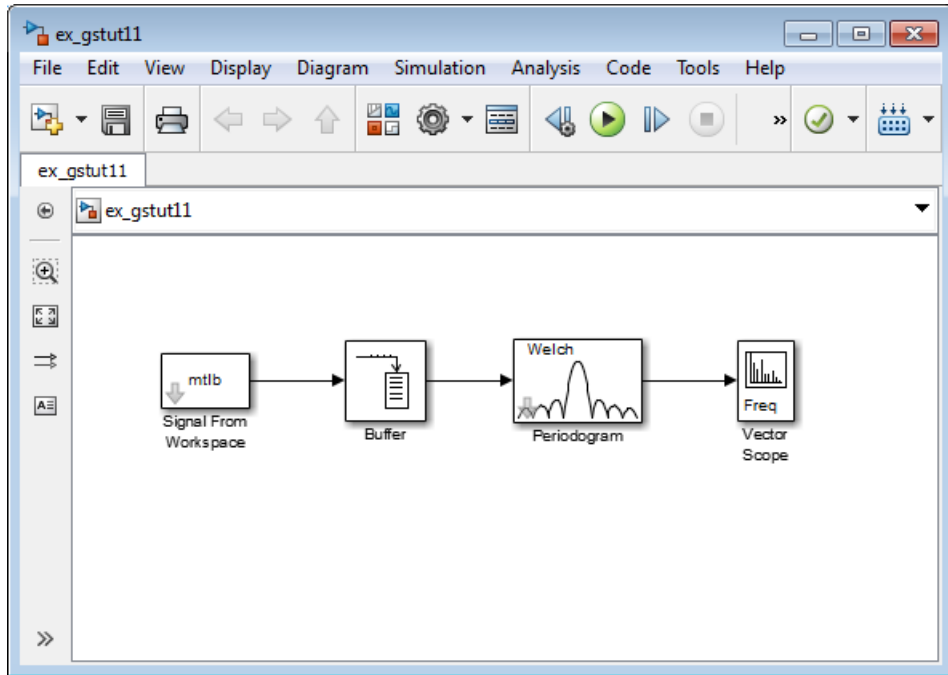 ex_gstut11
File Edit View Display Diagram Simulation Analysis Code Tools Help
»
ex_gstut11
ex_gstut11
A
mtlb
Signal From
Workspace
Buffer
Welch
Periodogram
Freq
Vector
Scope
»